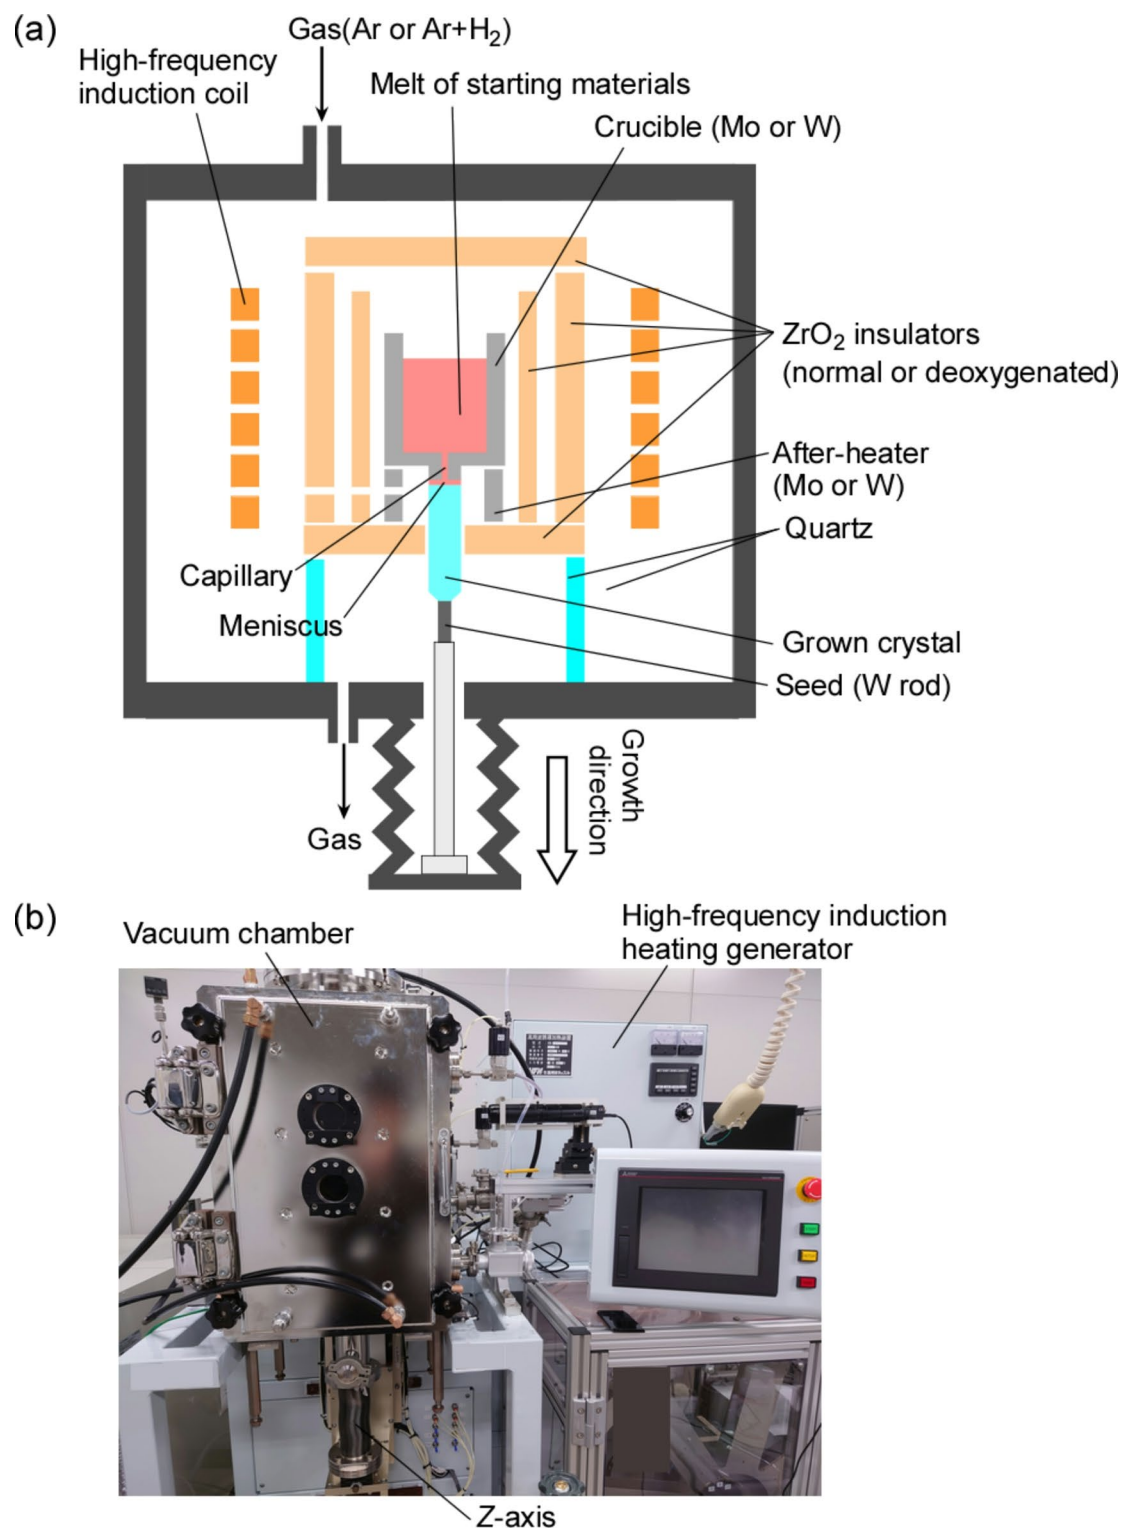 (a)
Gas(Ar or Ar+H2)
High-frequency
induction coil
Melt of starting materials
Crucible (Mo or W)
ZrO2 insulators
(normal or deoxygenated)
After-heater
(Mo or W)
Quartz
Capillary
Meniscus
Grown crystal
Seed (W rod)
Growth
direction
Gas
(b)
Vacuum chamber
High-frequency induction
heating generator
Z-axis